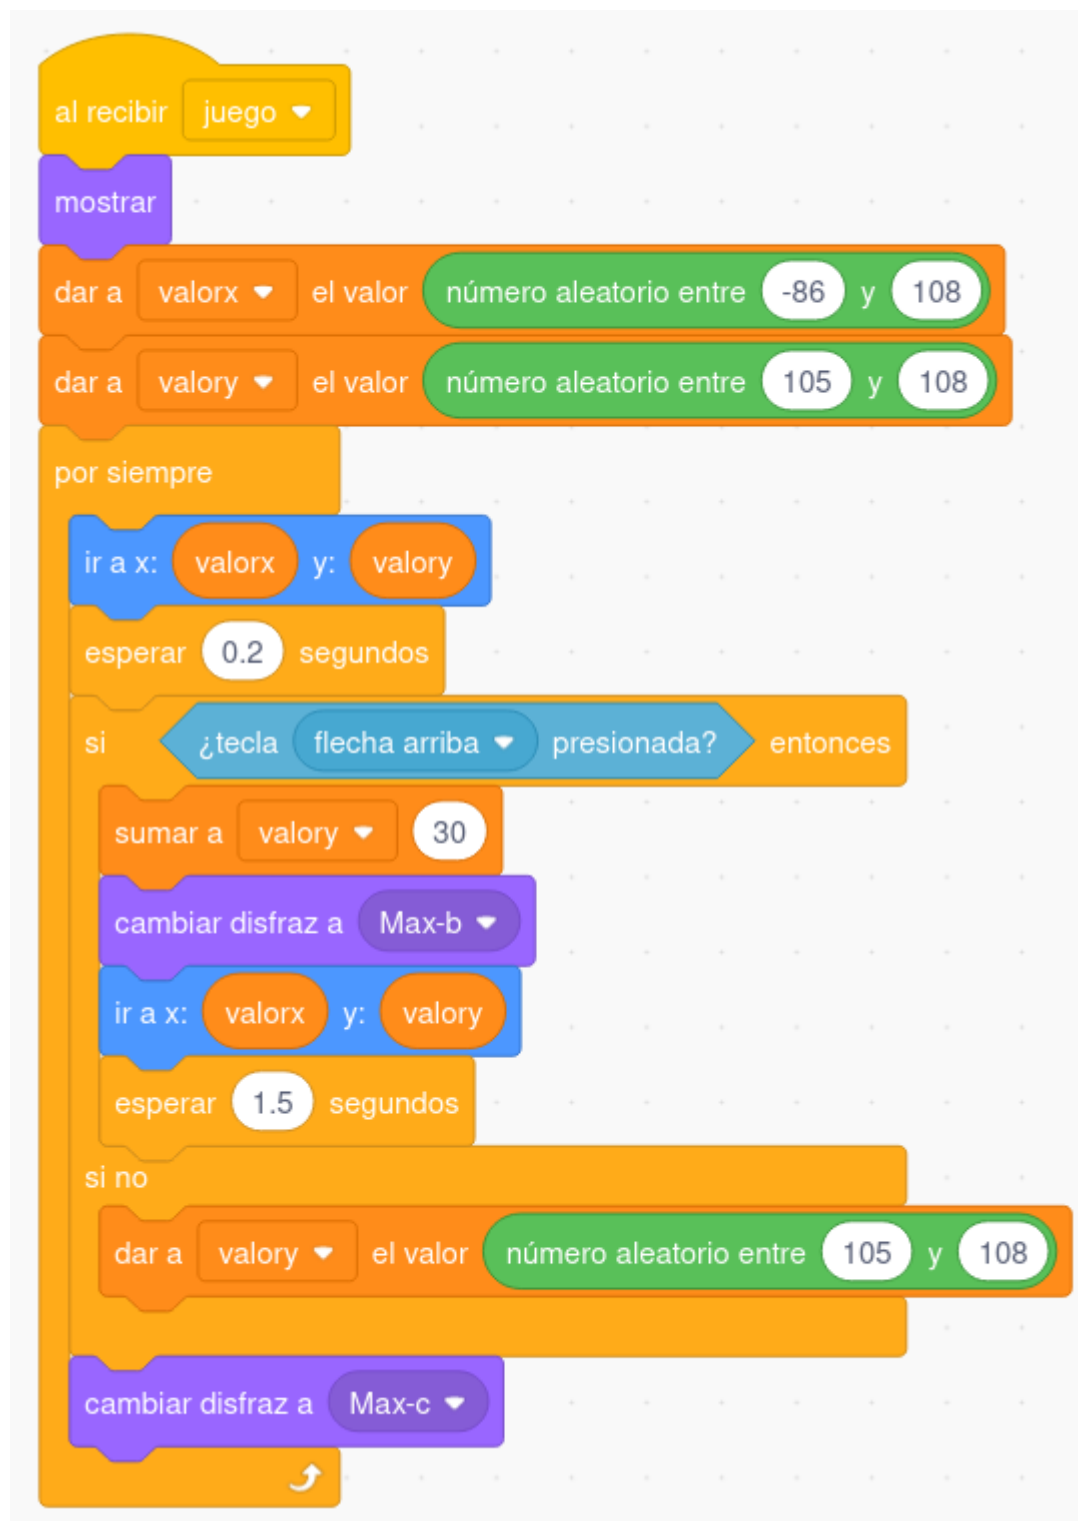 al recibir juego
mostrar
dar a valorx el valor número aleatorio entre -86 y 108
dar a valory el valor número aleatorio entre 105 y 108
por siempre
ir a x: valorx y: valory
esperar 0.2 segundos
si ¿tecla flecha arriba presionada? entonces
sumar a valory 30
cambiar disfraz a Max-b
ir a x: valorx y: valory
esperar 1.5 segundos
si no
dar a valory el valor número aleatorio entre 105 y 108
cambiar disfraz a Max-c